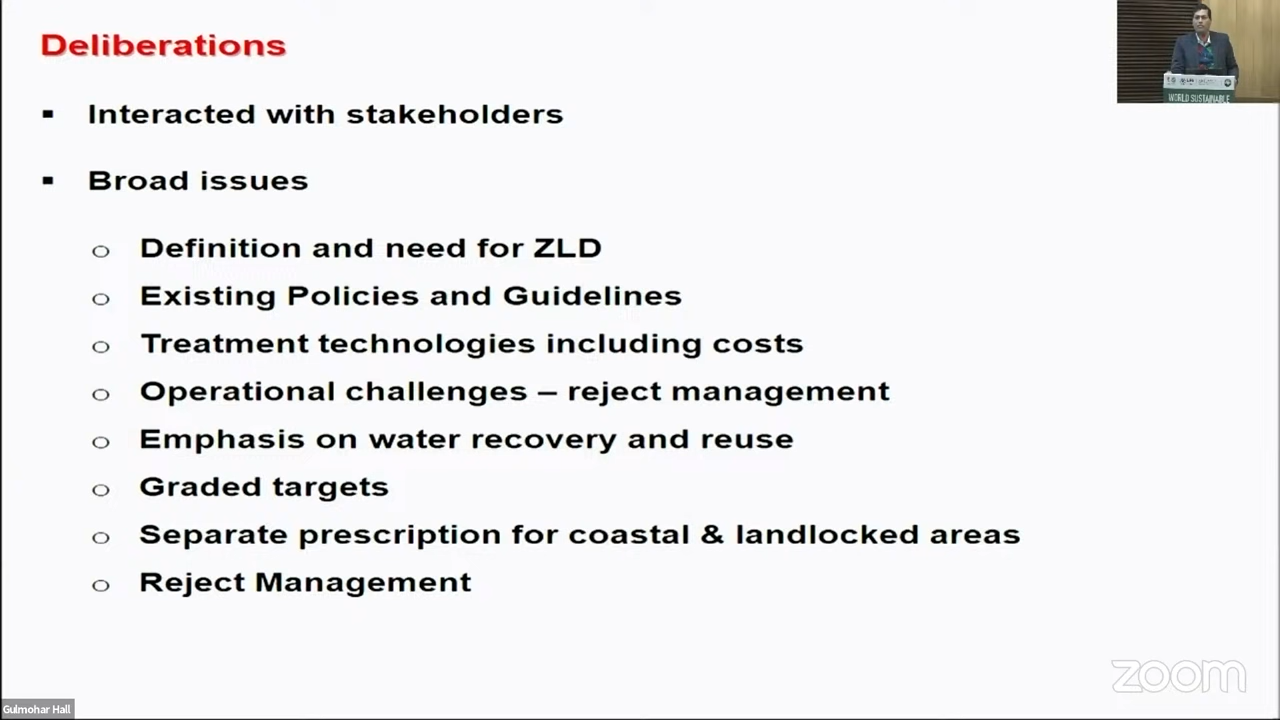 Deliberations
▪ Interacted with stakeholders
▪ Broad issues
o Definition and need for ZLD
o Existing Policies and Guidelines
o Treatment technologies including costs
o Operational challenges – reject management
o Emphasis on water recovery and reuse
o Graded targets
o Separate prescription for coastal & landlocked areas
o Reject Management
WORLD SUSTAINABLE
zoom
Gulmohar Hall